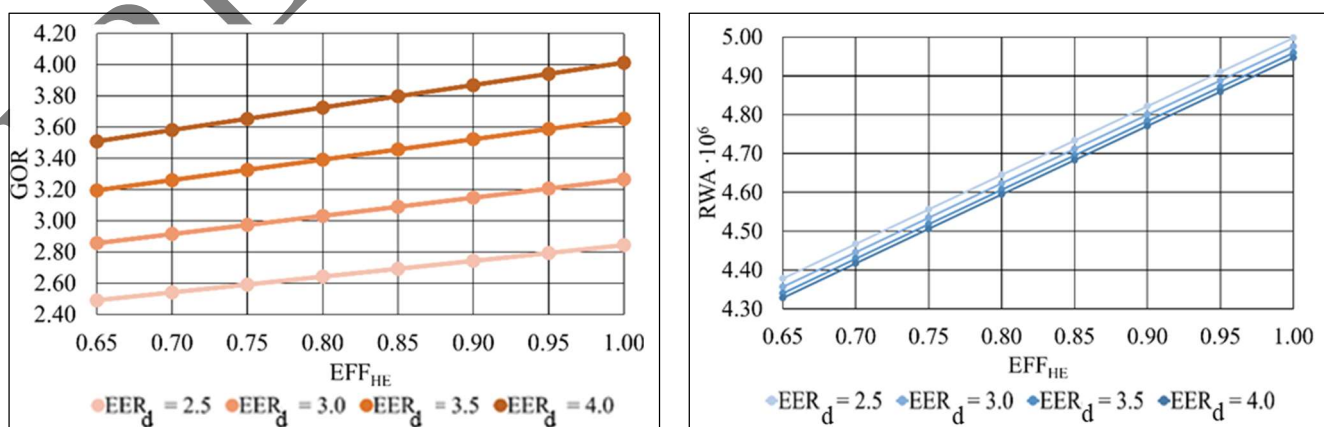 4.20
4.00
3.80
3.60
3.40
3.20
3.00
2.80
2.60
2.40
GOR
0.65 0.70 0.75 0.80 0.85 0.90 0.95 1.00
EFF_HE
EER_d = 2.5 EER_d = 3.0 EER_d = 3.5 EER_d = 4.0
5.00
4.90
4.80
4.70
4.60
4.50
4.40
4.30
RWA ·10⁶
0.65 0.70 0.75 0.80 0.85 0.90 0.95 1.00
EFF_HE
EER_d = 2.5 EER_d = 3.0 EER_d = 3.5 EER_d = 4.0